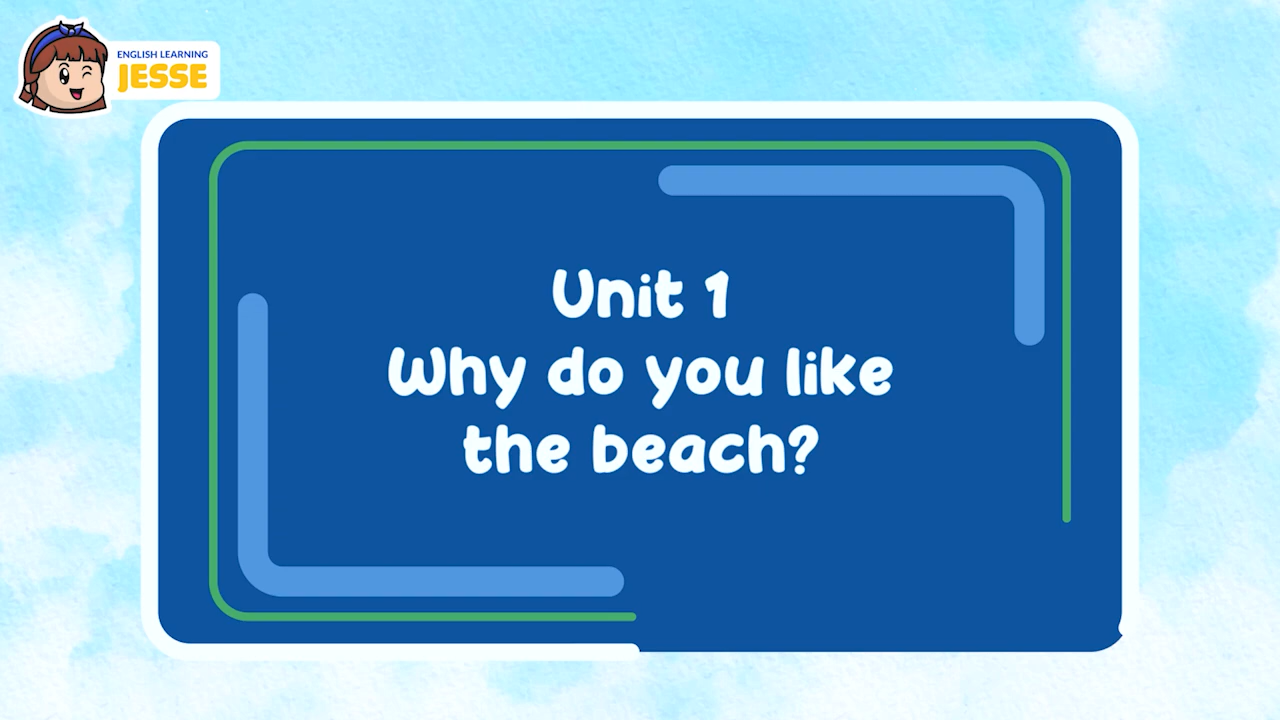 ENGLISH LEARNING
JESSE
Unit 1
Why do you like
the beach?